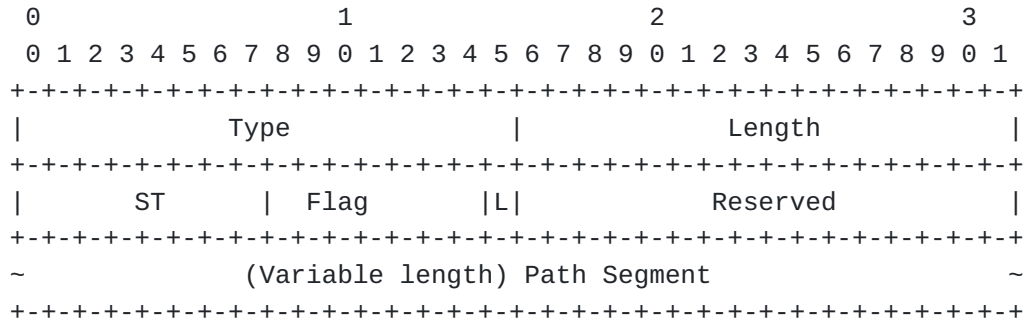 0                   1                   2                   3
 0 1 2 3 4 5 6 7 8 9 0 1 2 3 4 5 6 7 8 9 0 1 2 3 4 5 6 7 8 9 0 1
+-+-+-+-+-+-+-+-+-+-+-+-+-+-+-+-+-+-+-+-+-+-+-+-+-+-+-+-+-+-+-+-+
|             Type              |             Length            |
+-+-+-+-+-+-+-+-+-+-+-+-+-+-+-+-+-+-+-+-+-+-+-+-+-+-+-+-+-+-+-+-+
|       ST      |  Flag       |L|            Reserved           |
+-+-+-+-+-+-+-+-+-+-+-+-+-+-+-+-+-+-+-+-+-+-+-+-+-+-+-+-+-+-+-+-+
~              (Variable length) Path Segment                   ~
+-+-+-+-+-+-+-+-+-+-+-+-+-+-+-+-+-+-+-+-+-+-+-+-+-+-+-+-+-+-+-+-+